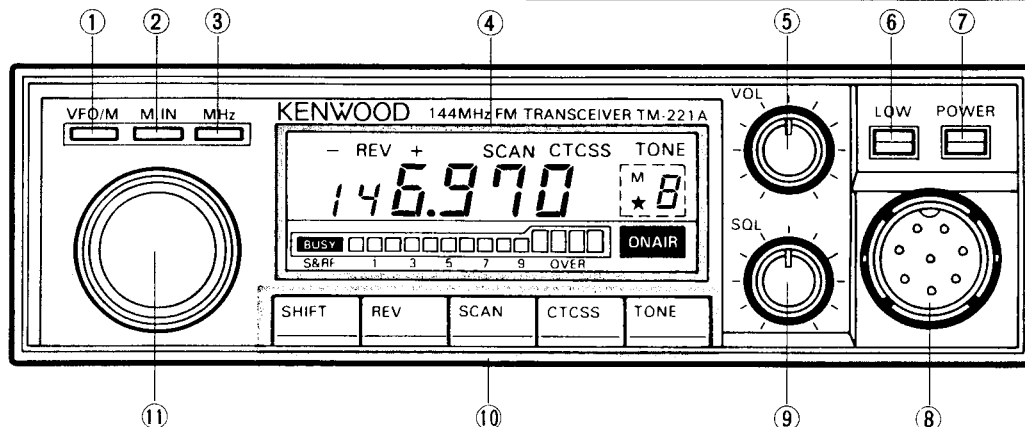 ① ② ③ ④ ⑤ ⑥ ⑦
VFO/M M.IN MHz
KENWOOD 144MHz FM TRANSCEIVER TM-221A
VOL
LOW POWER
− REV + SCAN CTCSS TONE
146.970
M
★ 8
BUSY
ONAIR
S&RF 1 3 5 7 9 OVER
SQL
SHIFT REV SCAN CTCSS TONE
⑪ ⑩ ⑨ ⑧